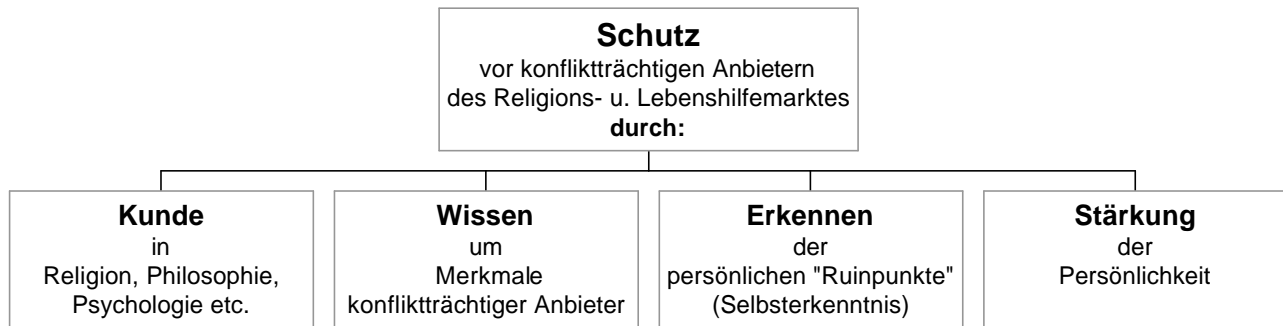 Schutz
vor konfliktträchtigen Anbietern
des Religions- u. Lebenshilfemarktes
durch:
Kunde
in
Religion, Philosophie,
Psychologie etc.
Wissen
um
Merkmale
konfliktträchtiger Anbieter
Erkennen
der
persönlichen "Ruinpunkte"
(Selbsterkenntnis)
Stärkung
der
Persönlichkeit